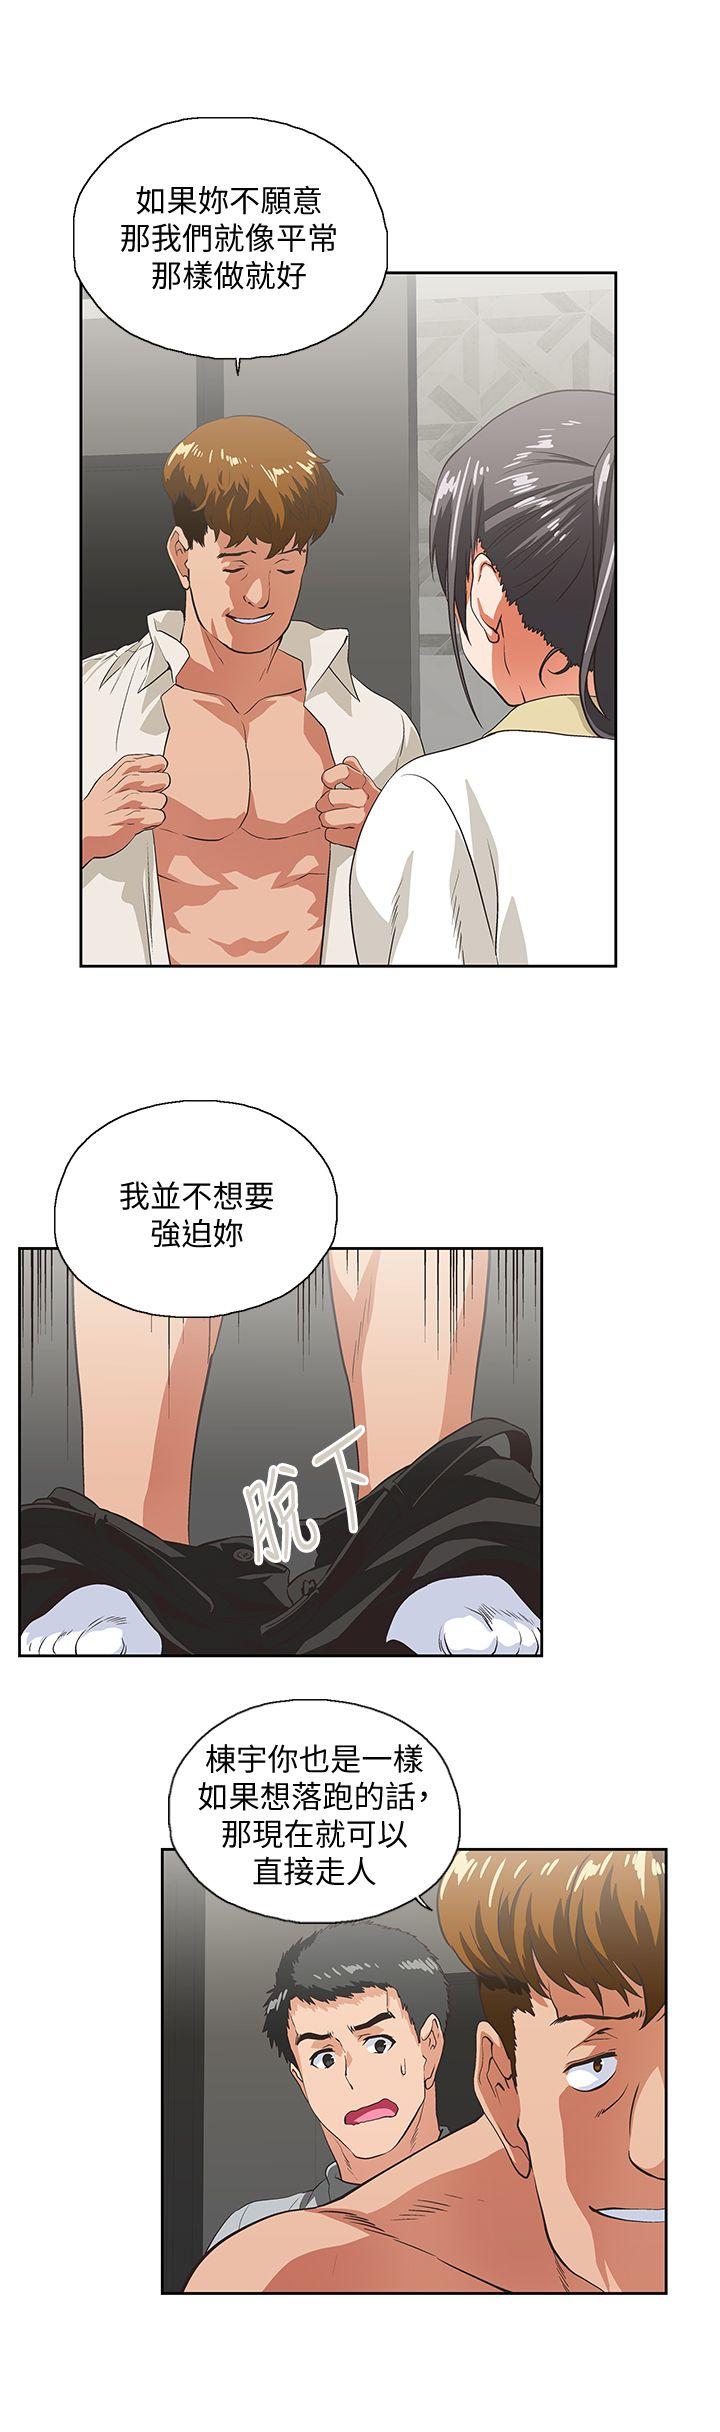 如果妳不願意
那我們就像平常
那樣做就好
我並不想要
強迫妳
脫下
棟宇你也是一樣
如果想落跑的話，
那現在就可以
直接走人